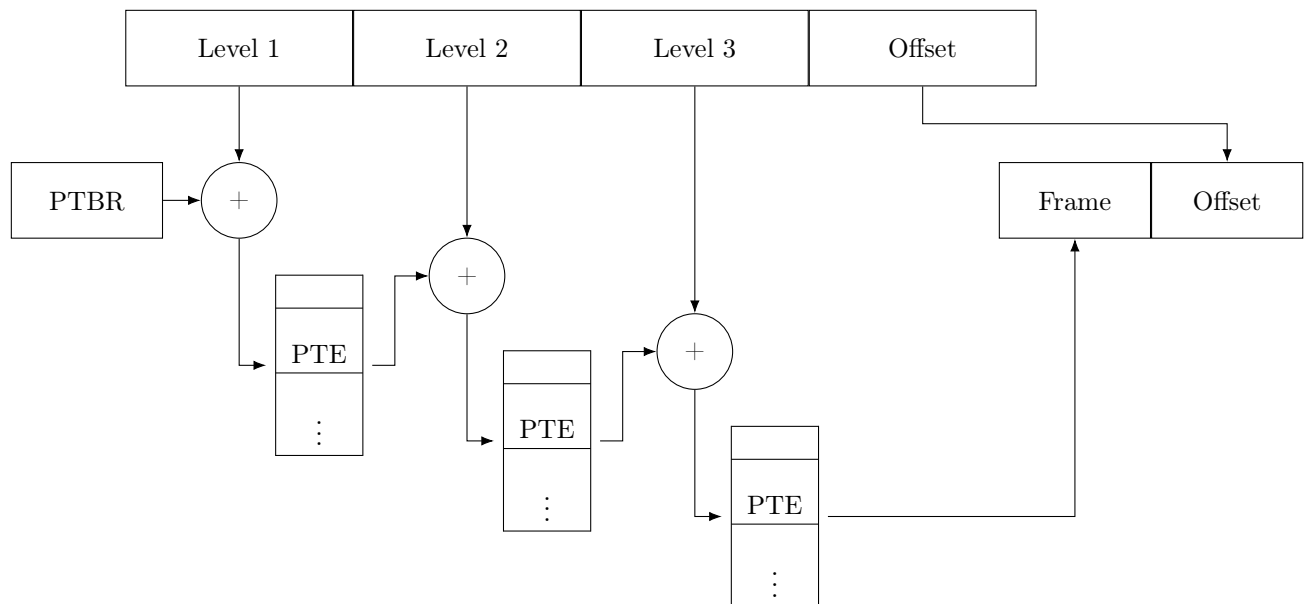 Level 1
Level 2
Level 3
Offset
PTBR
+
Frame
Offset
+
PTE
⋮
+
PTE
⋮
PTE
⋮